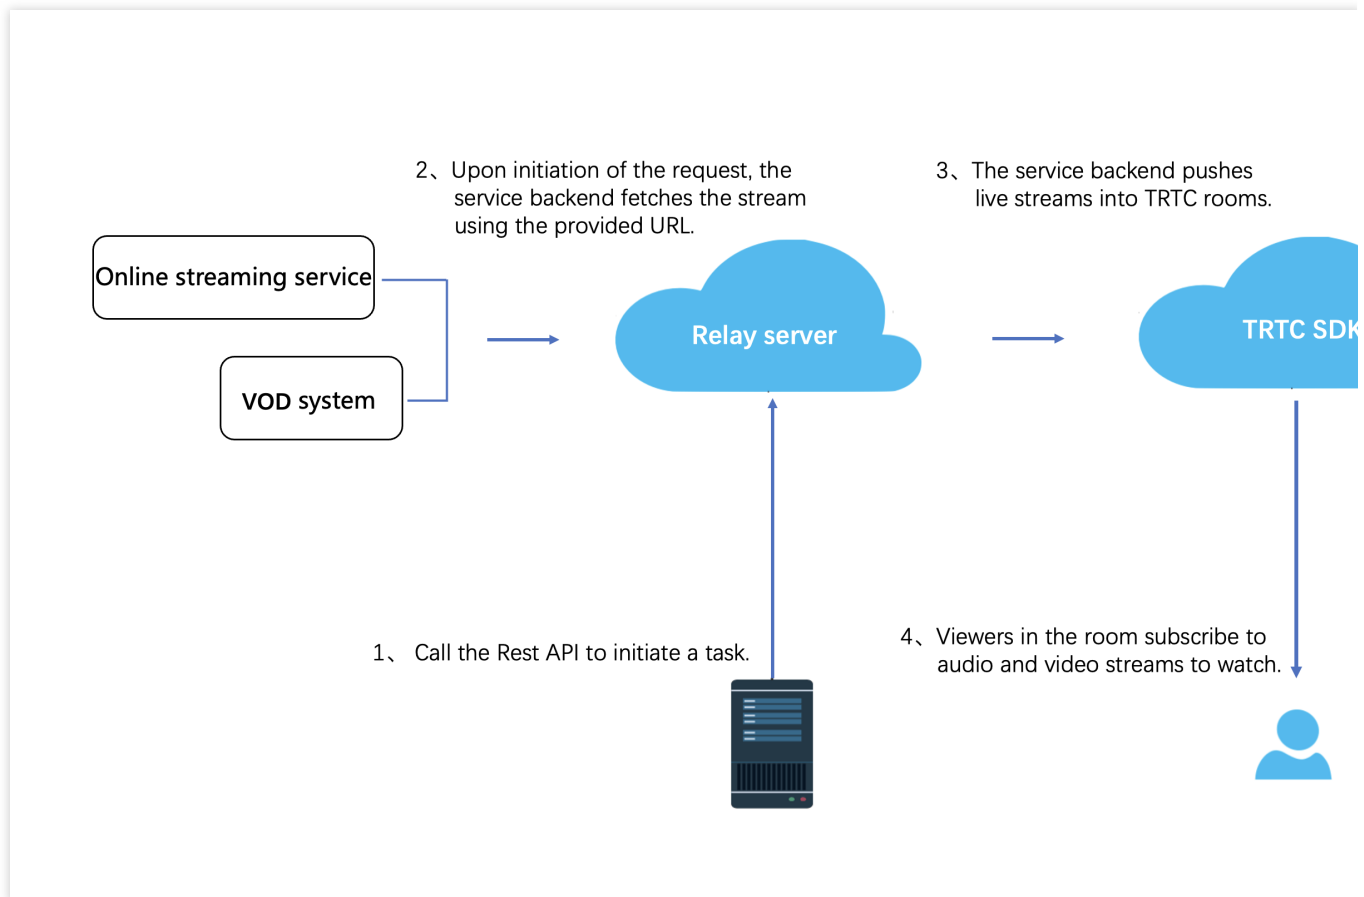 2、Upon initiation of the request, the
service backend fetches the stream
using the provided URL.
3、The service backend pushes
live streams into TRTC rooms.
Online streaming service
VOD system
Relay server
TRTC SDK
1、 Call the Rest API to initiate a task.
4、Viewers in the room subscribe to
audio and video streams to watch.